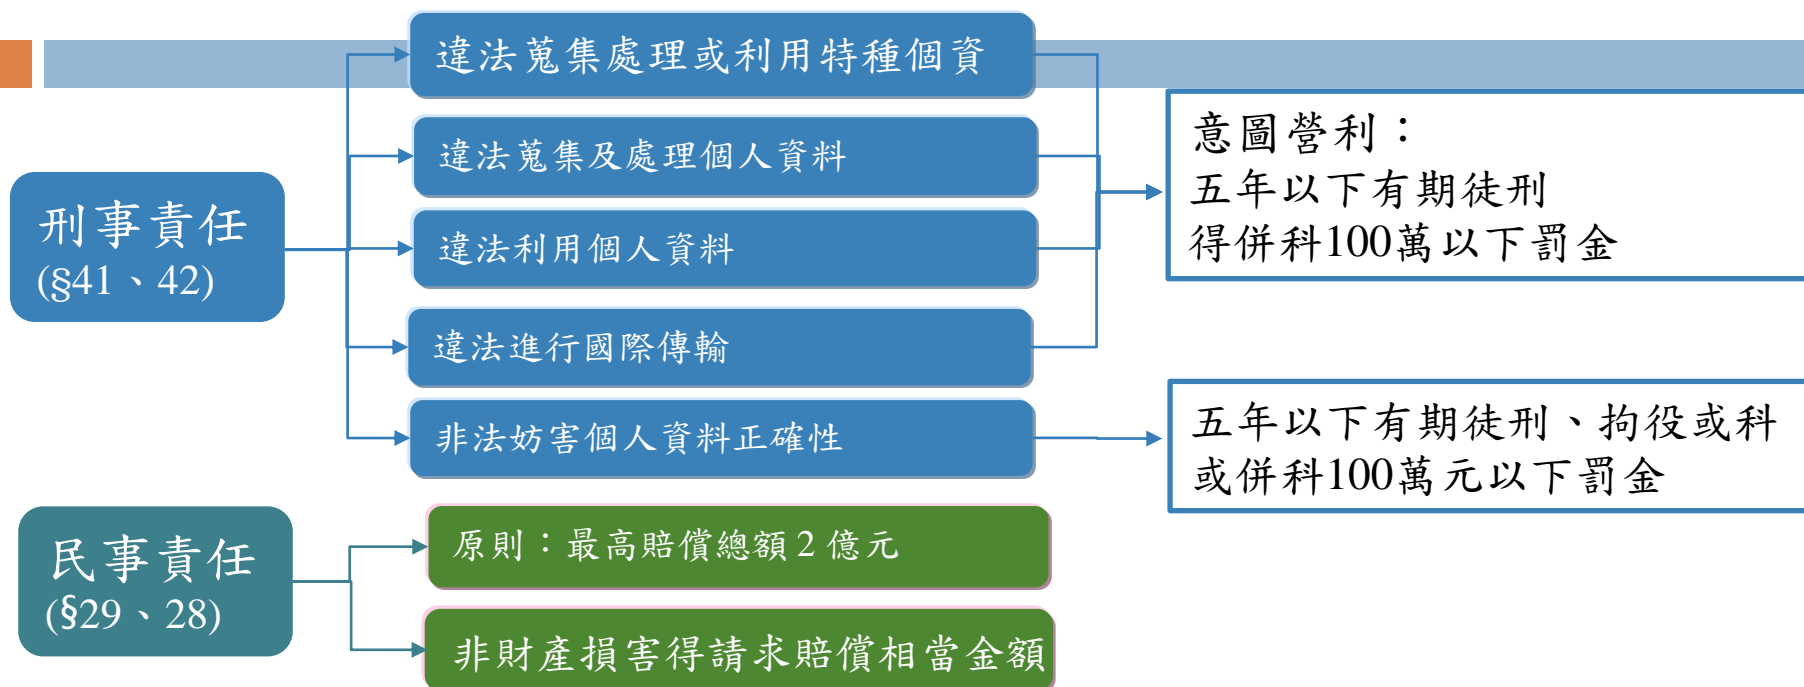 違法蒐集處理或利用特種個資
違法蒐集及處理個人資料
刑事責任
(§41、42)
違法利用個人資料
違法進行國際傳輸
非法妨害個人資料正確性
意圖營利：
五年以下有期徒刑
得併科100萬以下罰金
五年以下有期徒刑、拘役或科
或併科100萬元以下罰金
民事責任
(§29、28)
原則：最高賠償總額２億元
非財產損害得請求賠償相當金額